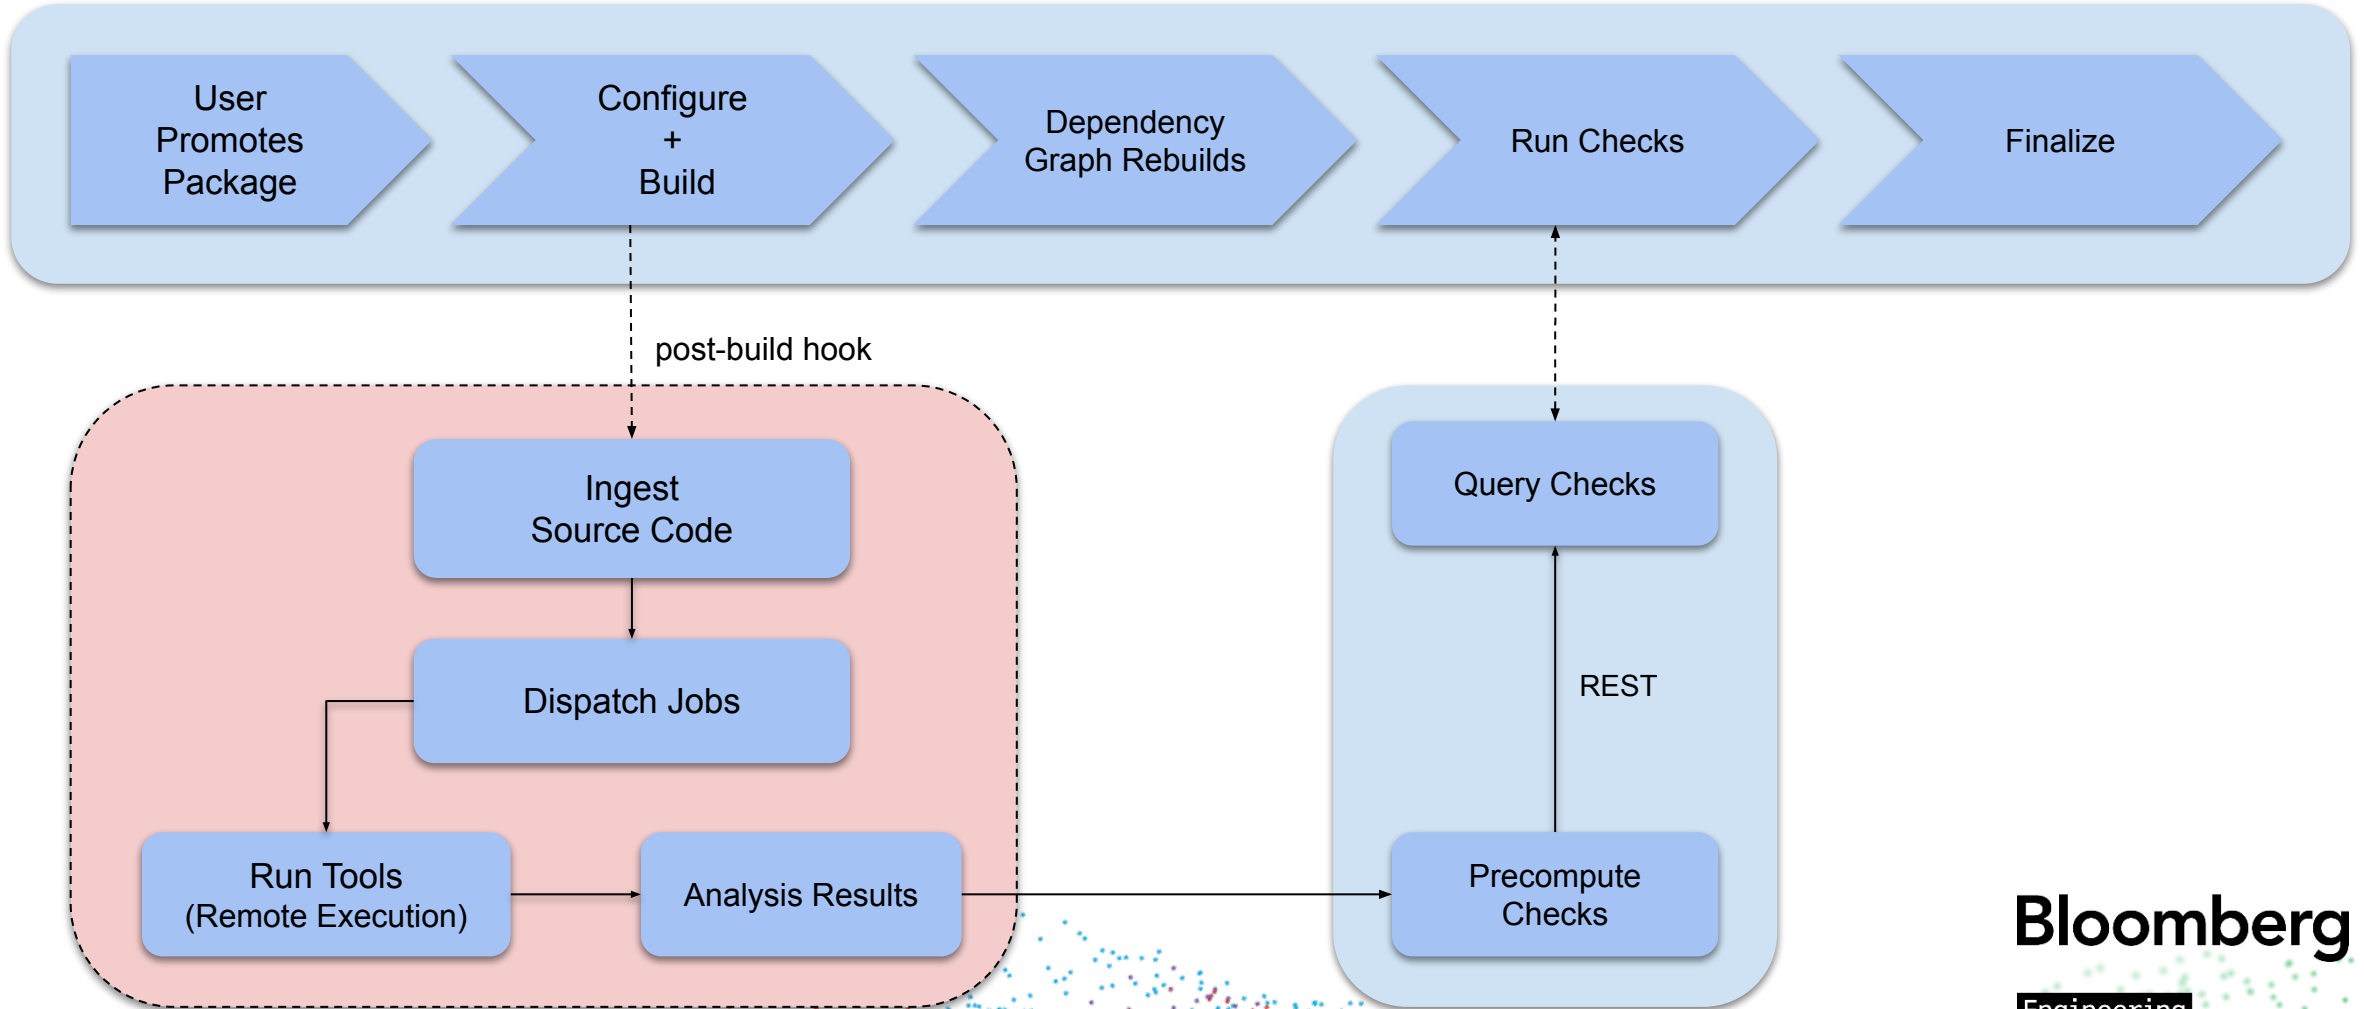 User
Promotes
Package
Configure
+
Build
Dependency
Graph Rebuilds
Run Checks
Finalize
post-build hook
Ingest
Source Code
Query Checks
Dispatch Jobs
REST
Run Tools
(Remote Execution)
Analysis Results
Precompute
Checks
Bloomberg
Engineering